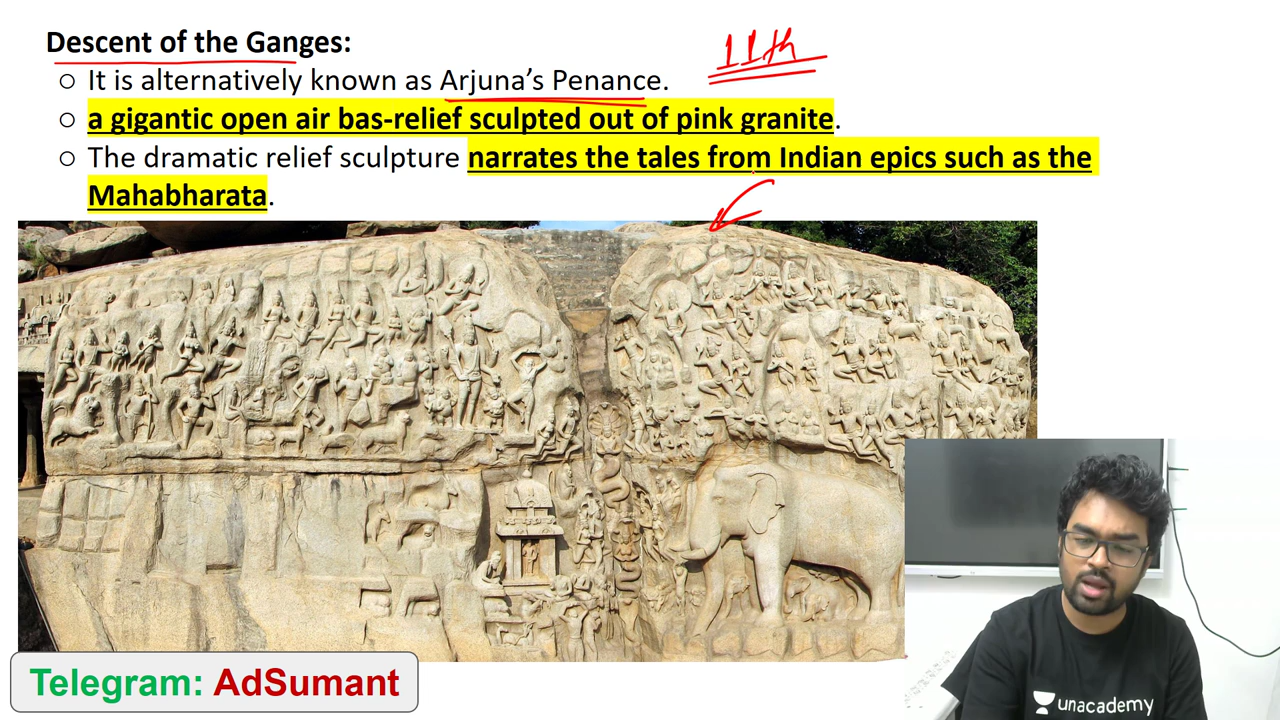 Descent of the Ganges:
11th
○ It is alternatively known as Arjuna’s Penance.
○ a gigantic open air bas-relief sculpted out of pink granite.
○ The dramatic relief sculpture narrates the tales from Indian epics such as the
Mahabharata.
unacademy
Telegram: AdSumant